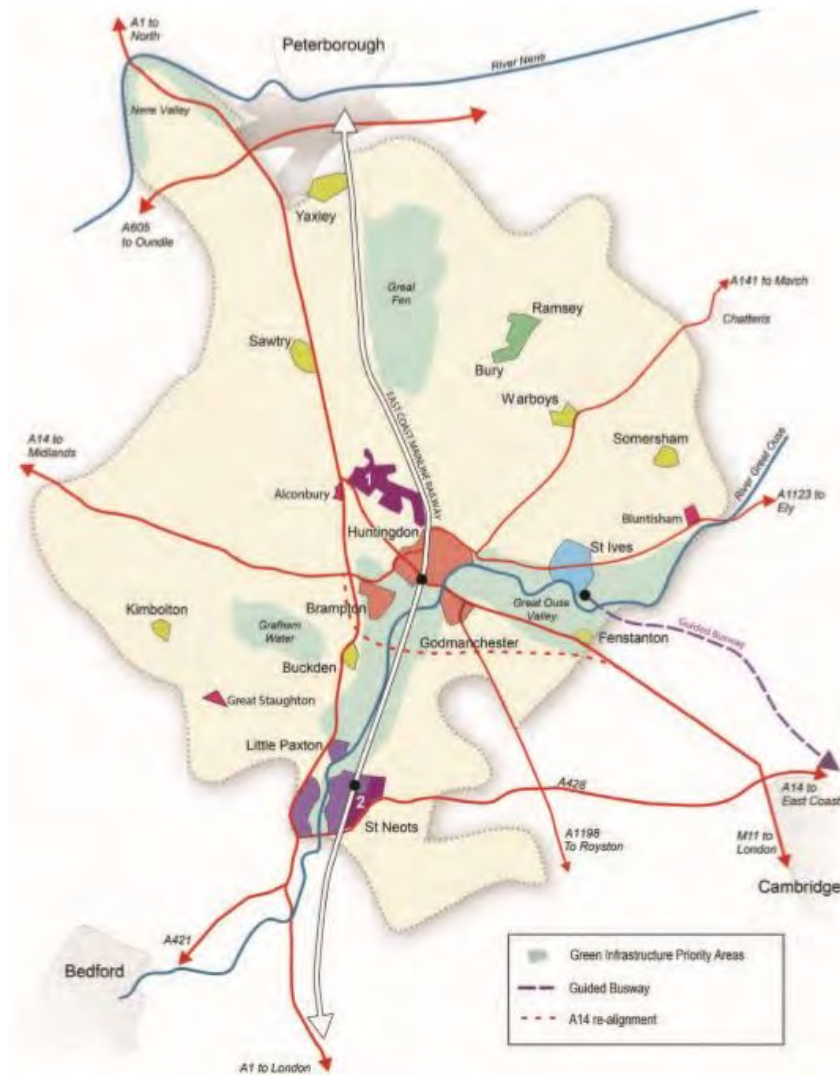 A1 to
North
Peterborough
River Nene
Nene Valley
A605
to Oundle
Yaxley
Great
Fen
Ramsey
Bury
A141 to March
Chatteris
Sawtry
Warboys
Somersham
EAST COAST MAINLINE RAILWAY
A14 to
Midlands
1
Alconbury
Huntingdon
River Great Ouse
A1123 to
Ely
Bluntisham
St Ives
Kimbolton
Brampton
Grafham
Water
Great Ouse
Valley
Godmanchester
Fenstanton
Guided Busway
Buckden
Great Staughton
Little Paxton
2
St Neots
A428
A14 to
East Coast
A1198
To Royston
M11 to
London
Cambridge
A421
Bedford
A1 to London
Green Infrastructure Priority Areas
Guided Busway
A14 re-alignment